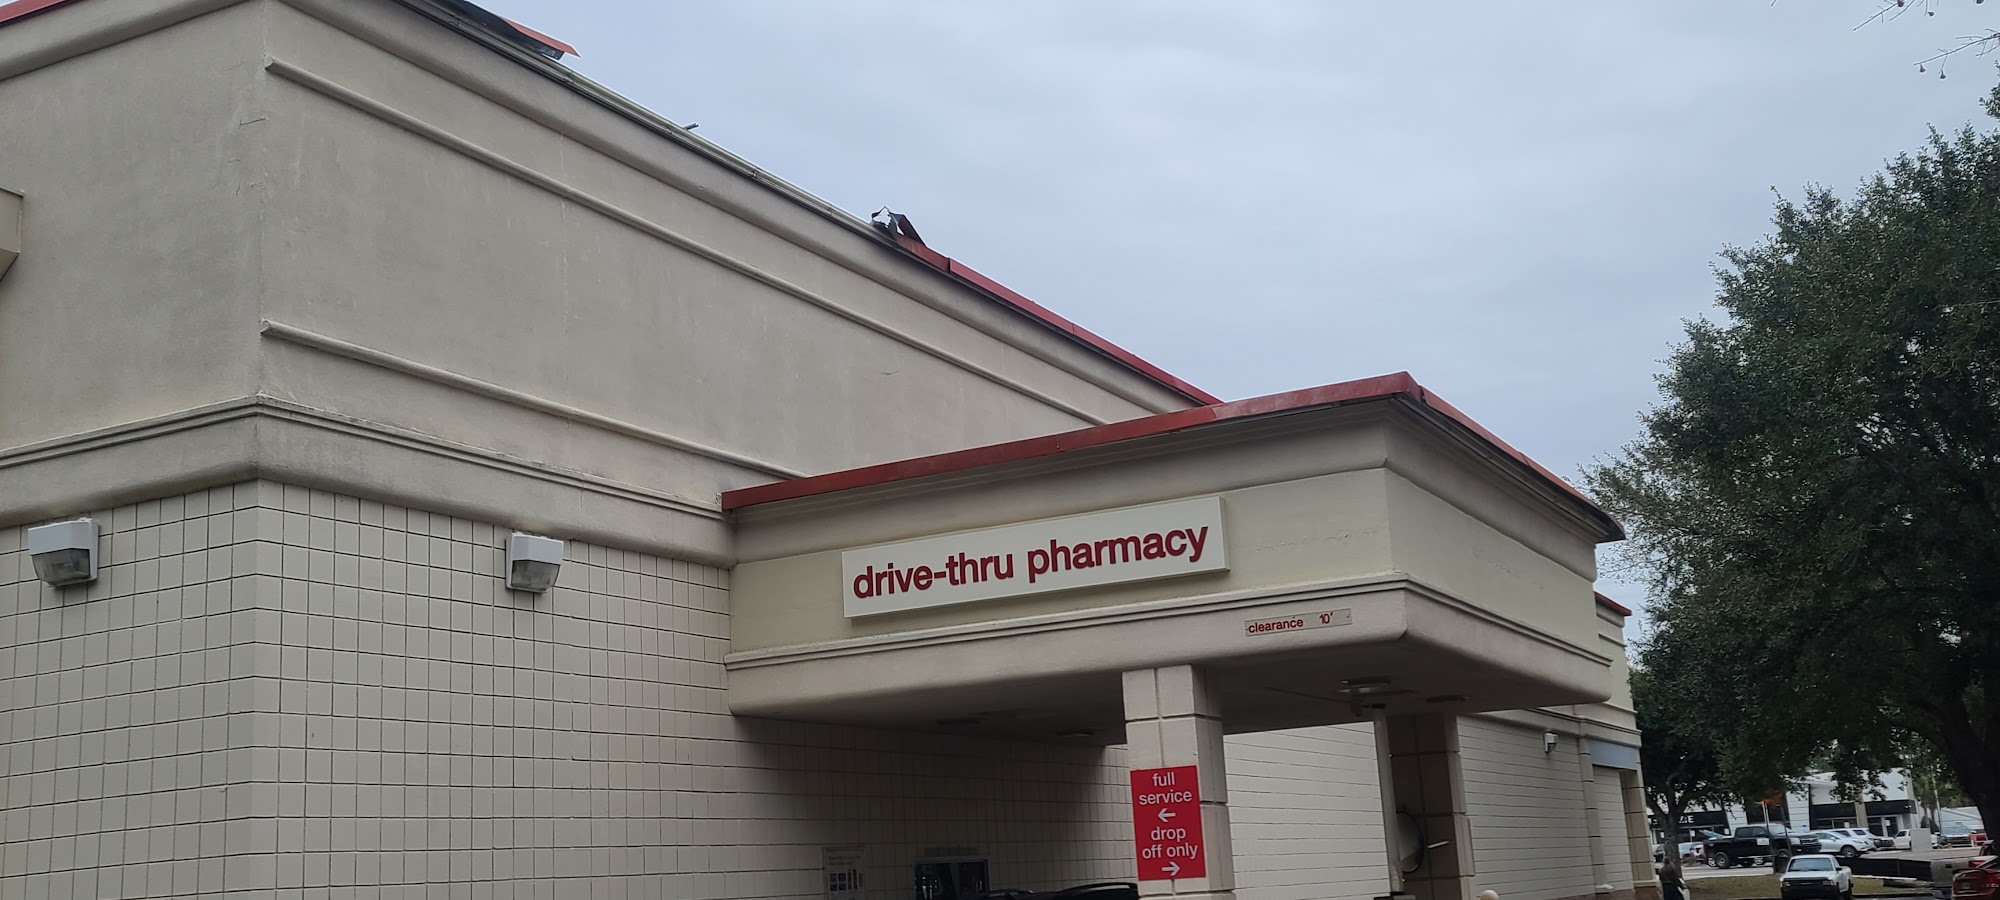 drive-thru pharmacy
clearance 10'
full
service
←
drop
off only
→